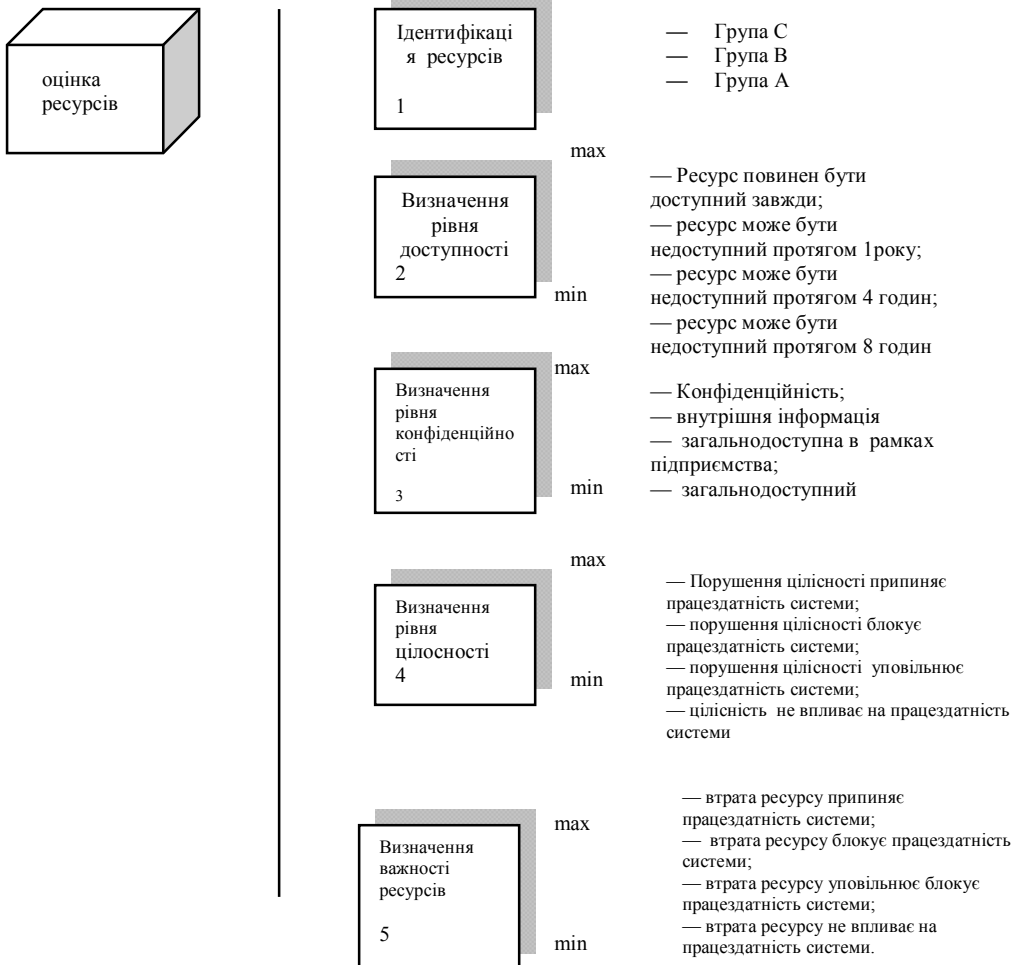 оцінка
ресурсів
Ідентифікаці
я ресурсів
1
— Група С
— Група В
— Група А
max
Визначення
рівня
доступності
2
min
— Ресурс повинен бути
доступний завжди;
— ресурс може бути
недоступний протягом 1року;
— ресурс може бути
недоступний протягом 4 годин;
— ресурс може бути
недоступний протягом 8 годин
max
Визначення
рівня
конфіденційно
сті
3
min
— Конфіденційність;
— внутрішня інформація
— загальнодоступна в рамках
підприємства;
— загальнодоступний
max
Визначення
рівня
цілосності
4
min
— Порушення цілісності припиняє
працездатність системи;
— порушення цілісності блокує
працездатність системи;
— порушення цілісності уповільнює
працездатність системи;
— цілісність не впливає на працездатність
системи
max
Визначення
важності
ресурсів
5
min
— втрата ресурсу припиняє
працездатність системи;
— втрата ресурсу блокує працездатність
системи;
— втрата ресурсу уповільнює блокує
працездатність системи;
— втрата ресурсу не впливає на
працездатність системи.